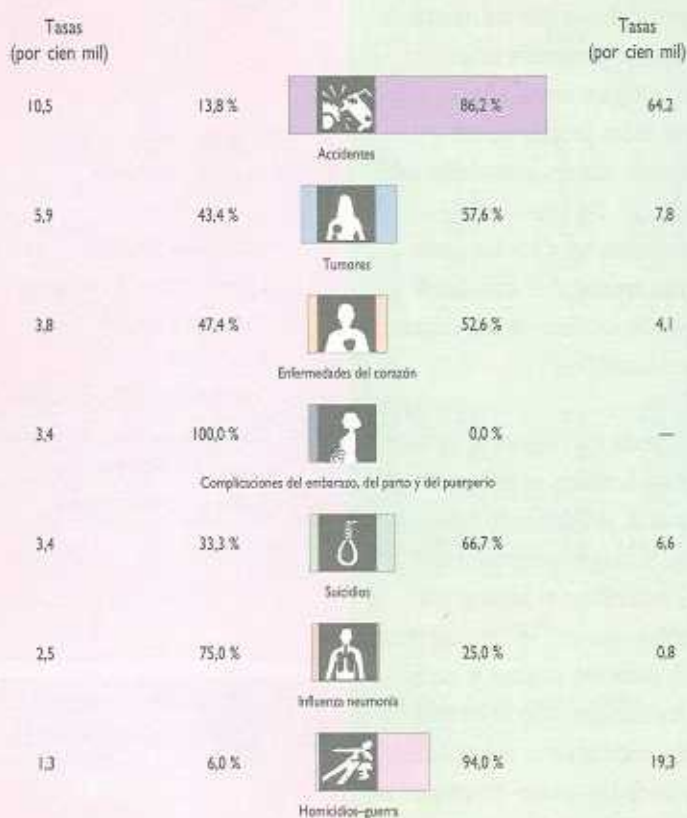 Tasas Tasas
(por cien mil) (por cien mil)
10,5 13,8 % 86,2 % 64,2
Accidentes
5,9 43,4 % 57,6 % 7,8
Tumores
3,8 47,4 % 52,6 % 4,1
Enfermedades del corazón
3,4 100,0 % 0,0 % —
Complicaciones del embarazo, del parto y del puerperio
3,4 33,3 % 66,7 % 6,6
Suicidios
2,5 75,0 % 25,0 % 0,8
Influenza neumonía
1,3 6,0 % 94,0 % 19,3
Homicidios-guerra